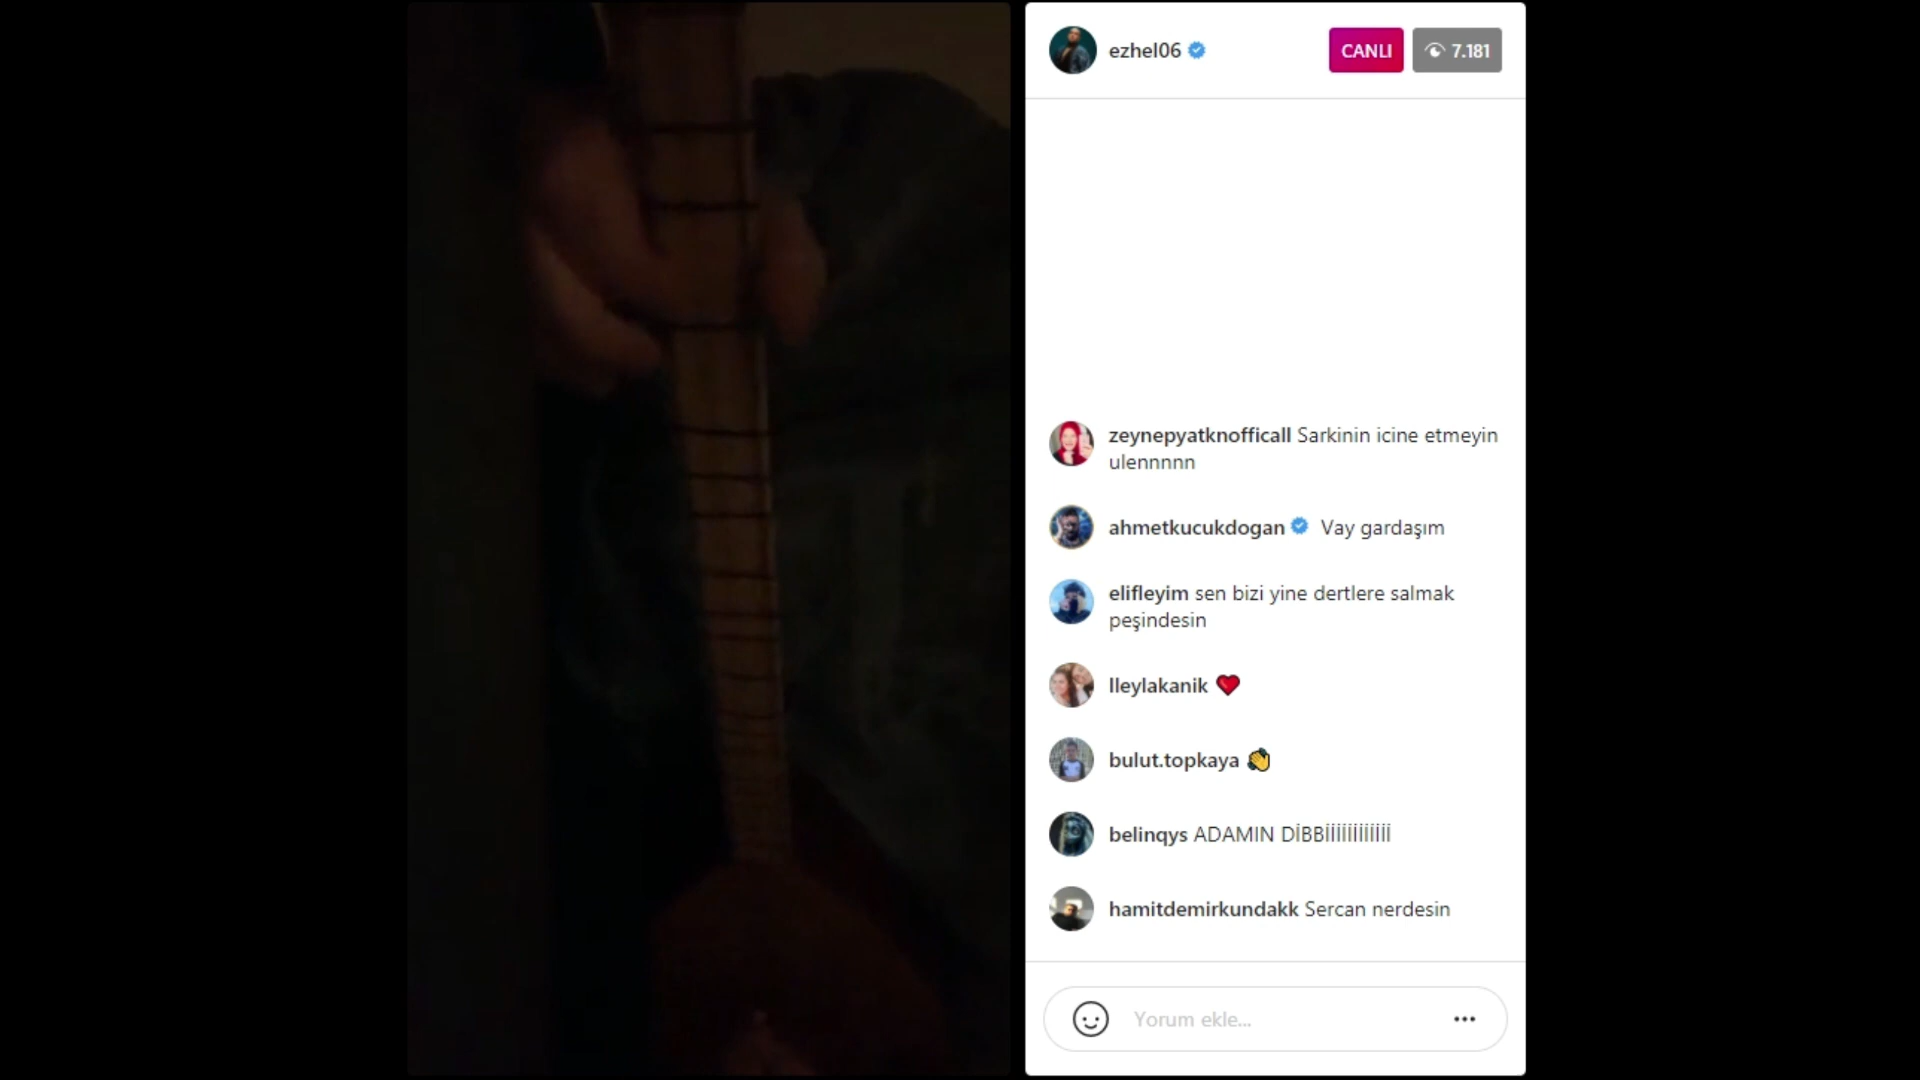 ezhel06
CANLI
7.181
zeynepyatknofficall Sarkinin icine etmeyin
ulennnnn
ahmetkucukdogan Vay gardaşım
elifleyim sen bizi yine dertlere salmak
peşindesin
lleylakanik
bulut.topkaya
belinqys ADAMIN DİBBİİİİİİİİİİİİ
hamitdemirkundakk Sercan nerdesin
Yorum ekle...